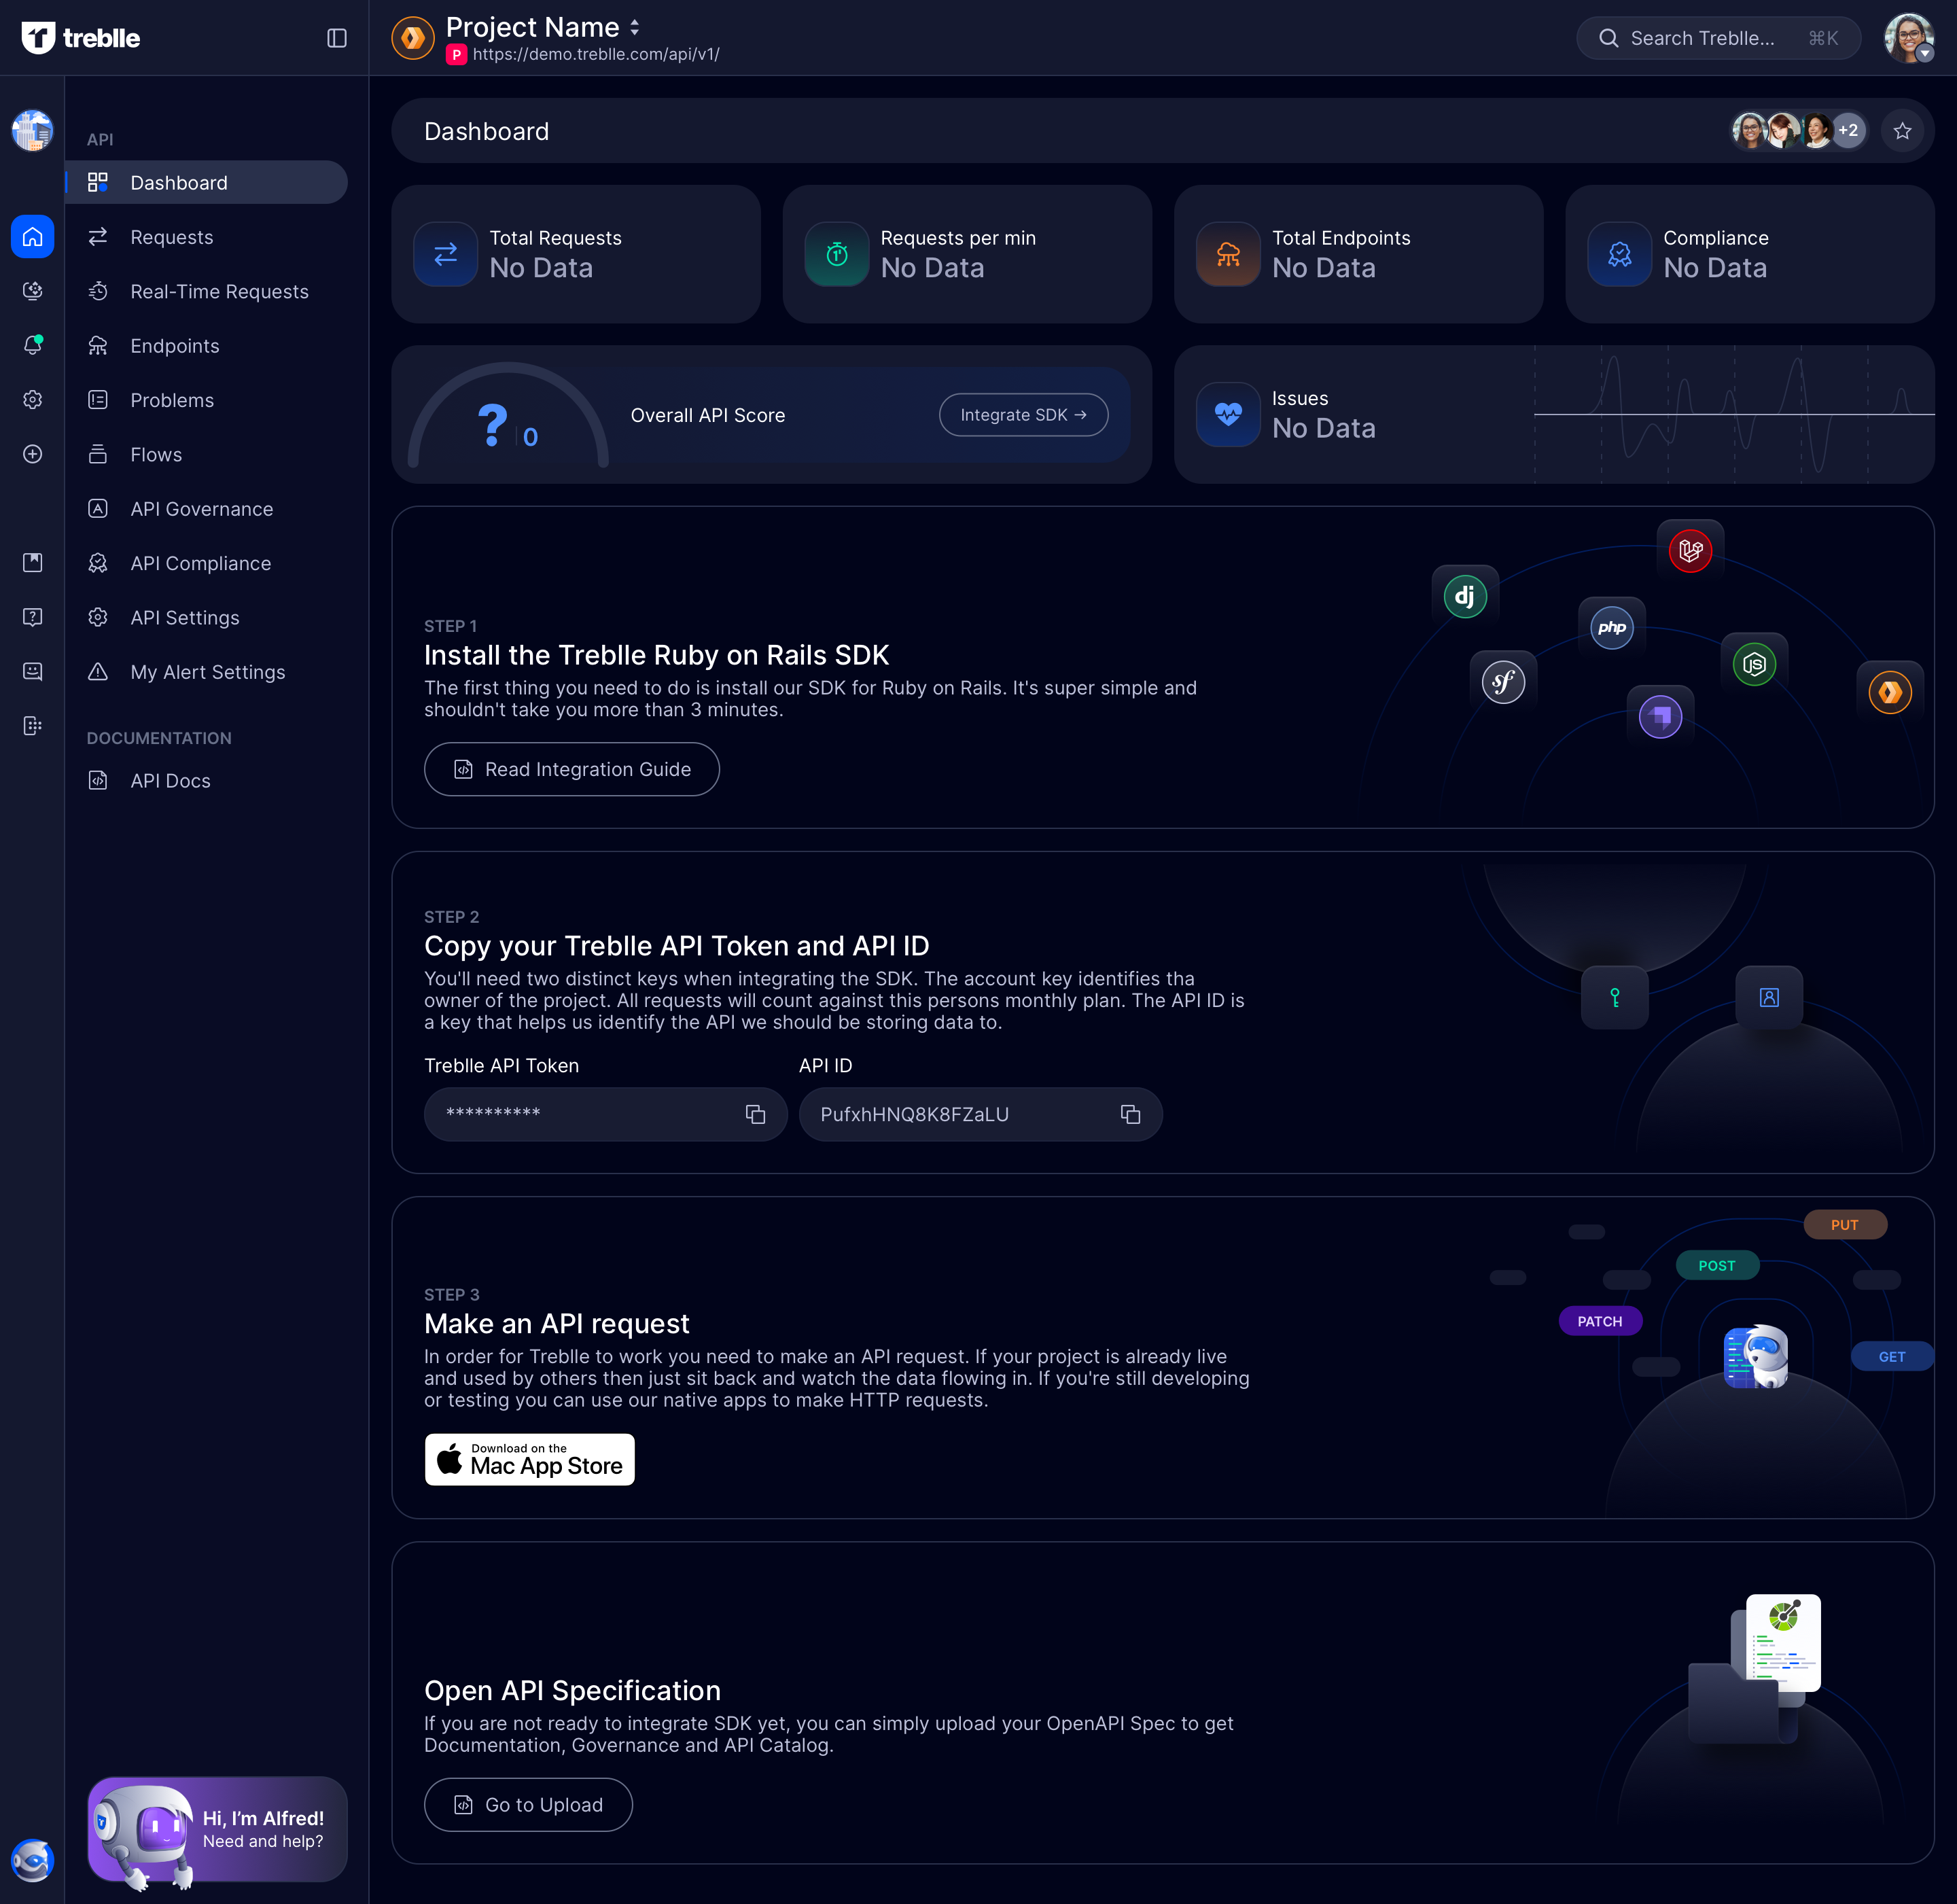 treblle
Project Name
P https://demo.treblle.com/api/v1/
Search Treblle... ⌘K
API
Dashboard
Requests
Real-Time Requests
Endpoints
Problems
Flows
API Governance
API Compliance
API Settings
My Alert Settings
DOCUMENTATION
API Docs
Hi, I’m Alfred!
Need and help?
Dashboard
+2
Total Requests
No Data
Requests per min
No Data
Total Endpoints
No Data
Compliance
No Data
? 0
Overall API Score
Integrate SDK →
Issues
No Data
STEP 1
Install the Treblle Ruby on Rails SDK
The first thing you need to do is install our SDK for Ruby on Rails. It's super simple and
shouldn't take you more than 3 minutes.
Read Integration Guide
dj
php
sf
JS
STEP 2
Copy your Treblle API Token and API ID
You'll need two distinct keys when integrating the SDK. The account key identifies tha
owner of the project. All requests will count against this persons monthly plan. The API ID is
a key that helps us identify the API we should be storing data to.
Treblle API Token
**********
API ID
PufxhHNQ8K8FZaLU
STEP 3
Make an API request
In order for Treblle to work you need to make an API request. If your project is already live
and used by others then just sit back and watch the data flowing in. If you're still developing
or testing you can use our native apps to make HTTP requests.
Download on the
Mac App Store
PUT
POST
PATCH
GET
Open API Specification
If you are not ready to integrate SDK yet, you can simply upload your OpenAPI Spec to get
Documentation, Governance and API Catalog.
Go to Upload